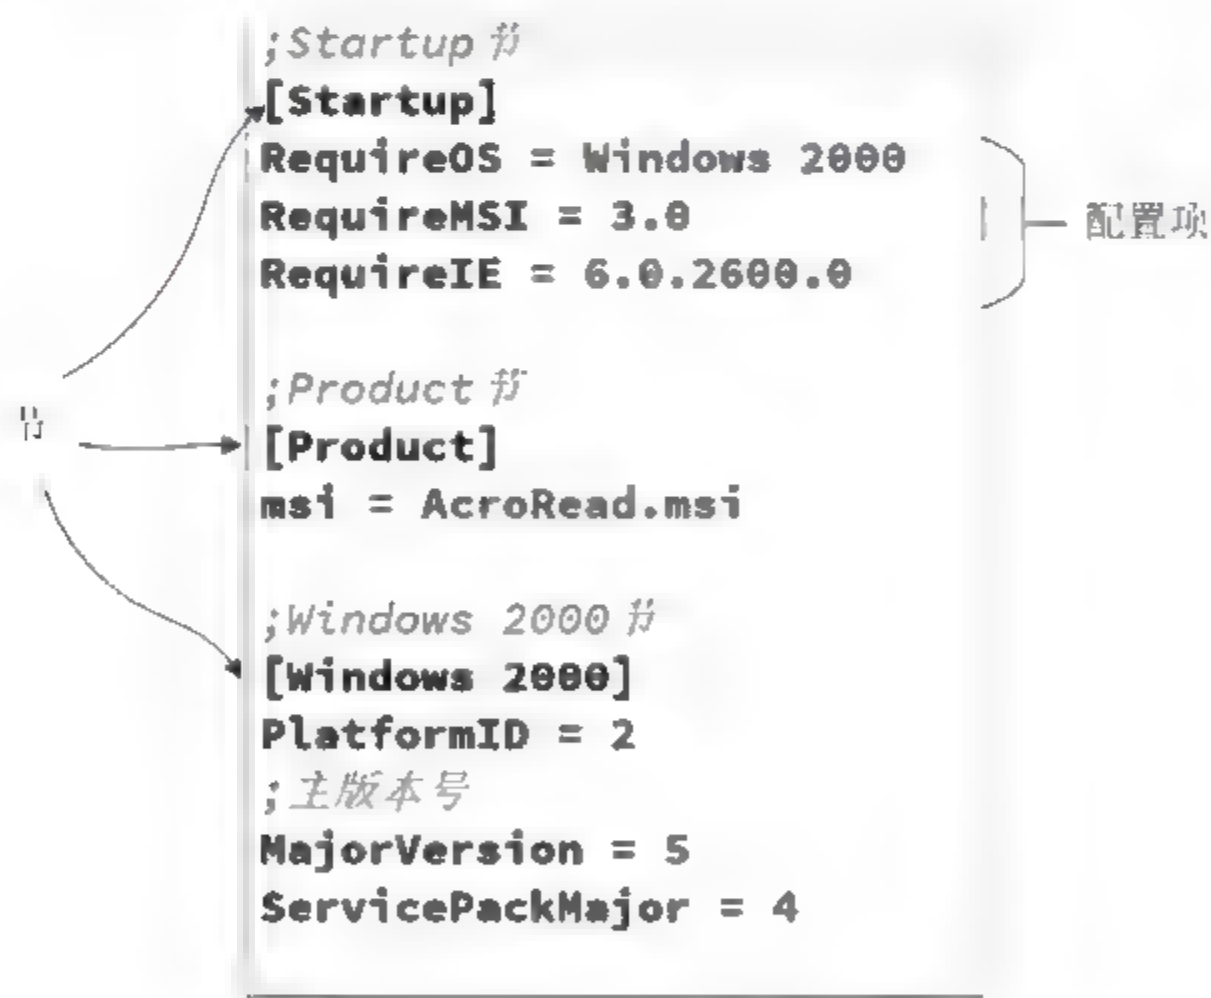 ;Startup节
[Startup]
RequireOS = Windows 2000
RequireMSI = 3.0
RequireIE = 6.0.2600.0
配置项
;Product节
节
[Product]
msi = AcroRead.msi
;Windows 2000节
[Windows 2000]
PlatformID = 2
;主版本号
MajorVersion = 5
ServicePackMajor = 4